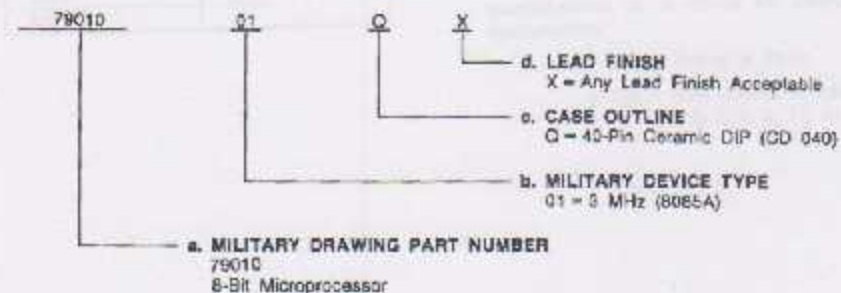 79010 01 Q X
d. LEAD FINISH
X = Any Lead Finish Acceptable
c. CASE OUTLINE
Q = 40-Pin Ceramic DIP (CD 040)
b. MILITARY DEVICE TYPE
01 = 3 MHz (8085A)
a. MILITARY DRAWING PART NUMBER
79010
8-Bit Microprocessor